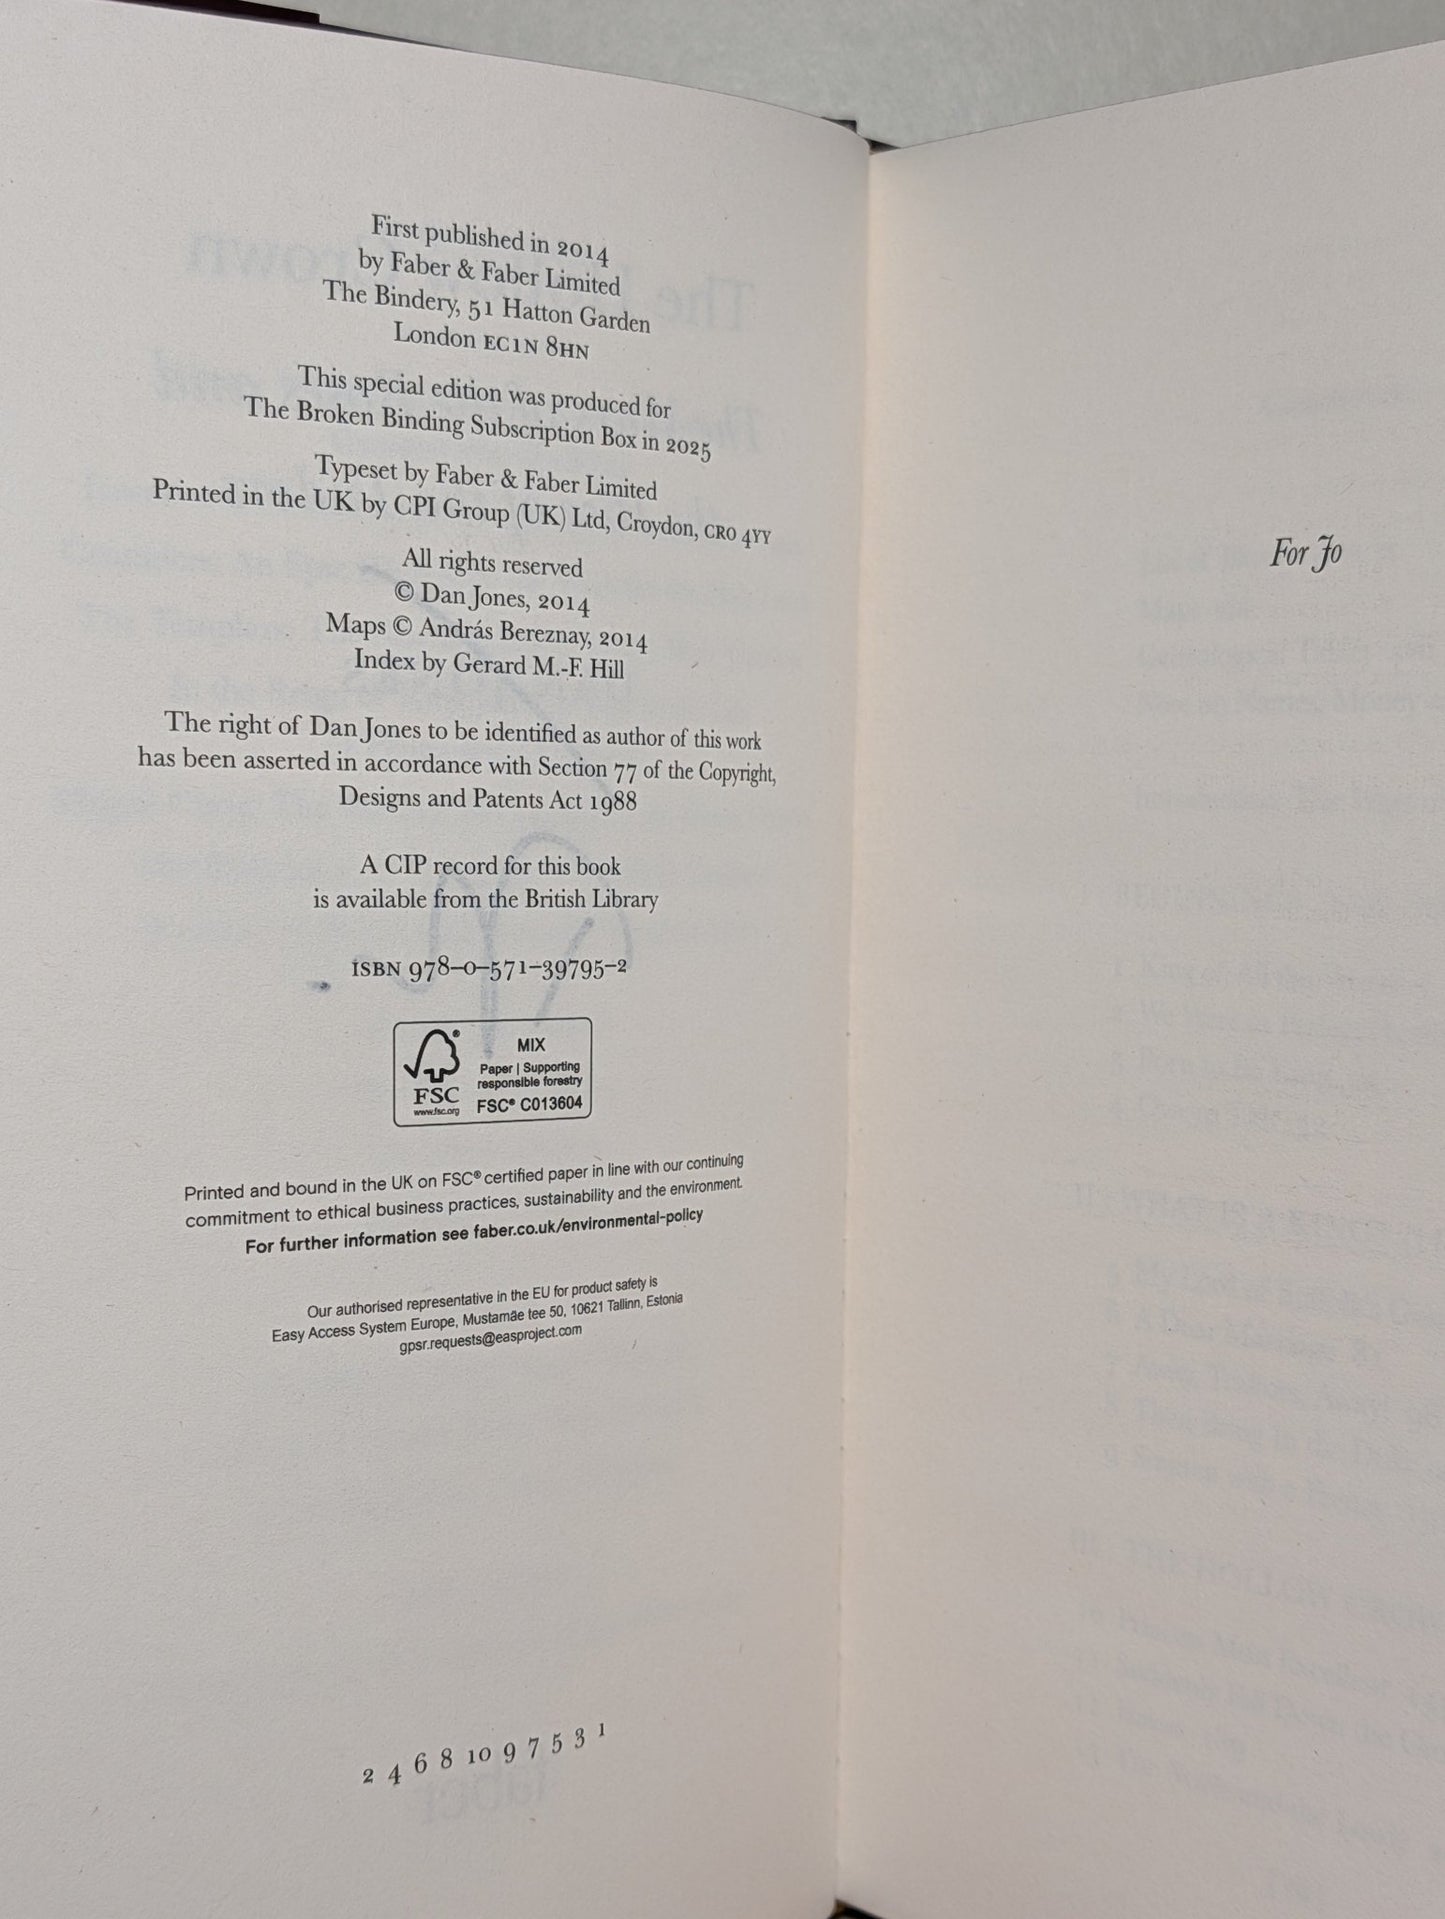 First published in 2014
by Faber & Faber Limited
The Bindery, 51 Hatton Garden
London EC1N 8HN
This special edition was produced for
The Broken Binding Subscription Box in 2025
Typeset by Faber & Faber Limited
Printed in the UK by CPI Group (UK) Ltd, Croydon, CR0 4YY
All rights reserved
© Dan Jones, 2014
Maps © András Bereznay, 2014
Index by Gerard M.-F. Hill
The right of Dan Jones to be identified as author of this work
has been asserted in accordance with Section 77 of the Copyright,
Designs and Patents Act 1988
A CIP record for this book
is available from the British Library
ISBN 978–0–571–39795–2
FSC
www.fsc.org
MIX
Paper | Supporting
responsible forestry
FSC® C013604
Printed and bound in the UK on FSC® certified paper in line with our continuing
commitment to ethical business practices, sustainability and the environment.
For further information see faber.co.uk/environmental-policy
Our authorised representative in the EU for product safety is
Easy Access System Europe, Mustamäe tee 50, 10621 Tallinn, Estonia
gpsr.requests@easproject.com
2 4 6 8 10 9 7 5 3 1
For Jo